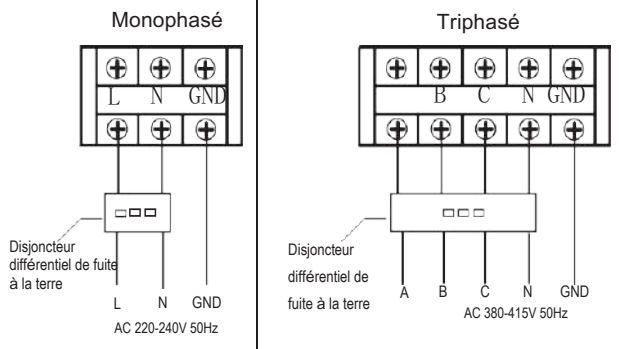 Monophasé
L N GND
Disjoncteur
différentiel de fuite
à la terre
L N GND
AC 220-240V 50Hz
Triphasé
B C N GND
Disjoncteur
différentiel de
fuite à la terre
A B C N GND
AC 380-415V 50Hz